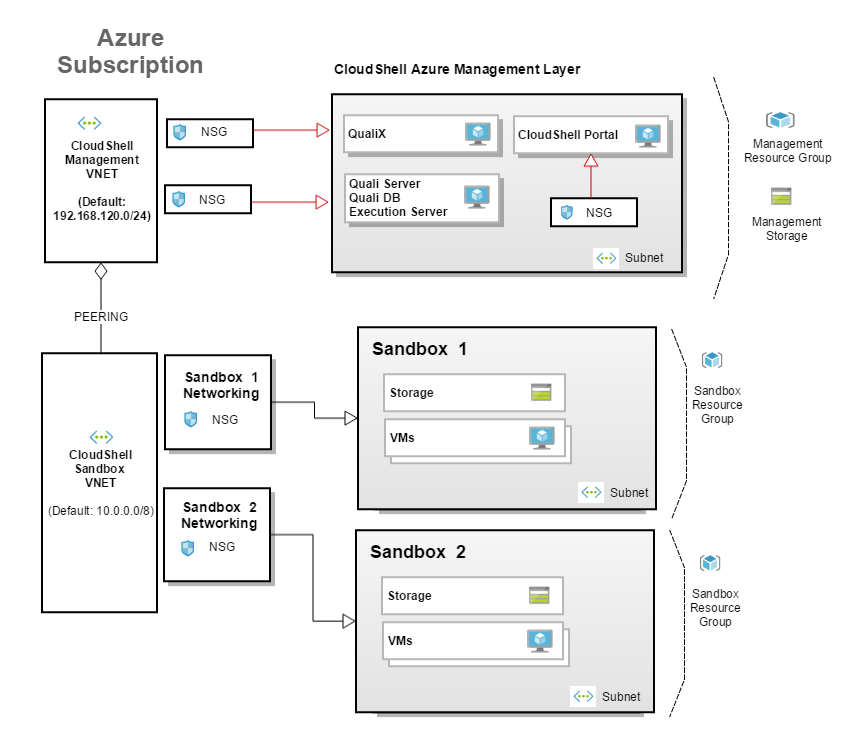 Azure
Subscription
CloudShell Azure Management Layer
CloudShell
Management
VNET
(Default:
192.168.120.0/24)
NSG
NSG
QualiX
CloudShell Portal
Quali Server
Quali DB
Execution Server
NSG
Subnet
Management
Resource Group
Management
Storage
PEERING
CloudShell
Sandbox
VNET
(Default: 10.0.0.0/8)
Sandbox 1
Networking
NSG
Sandbox 1
Storage
VMs
Subnet
Sandbox
Resource
Group
Sandbox 2
Networking
NSG
Sandbox 2
Storage
VMs
Subnet
Sandbox
Resource
Group